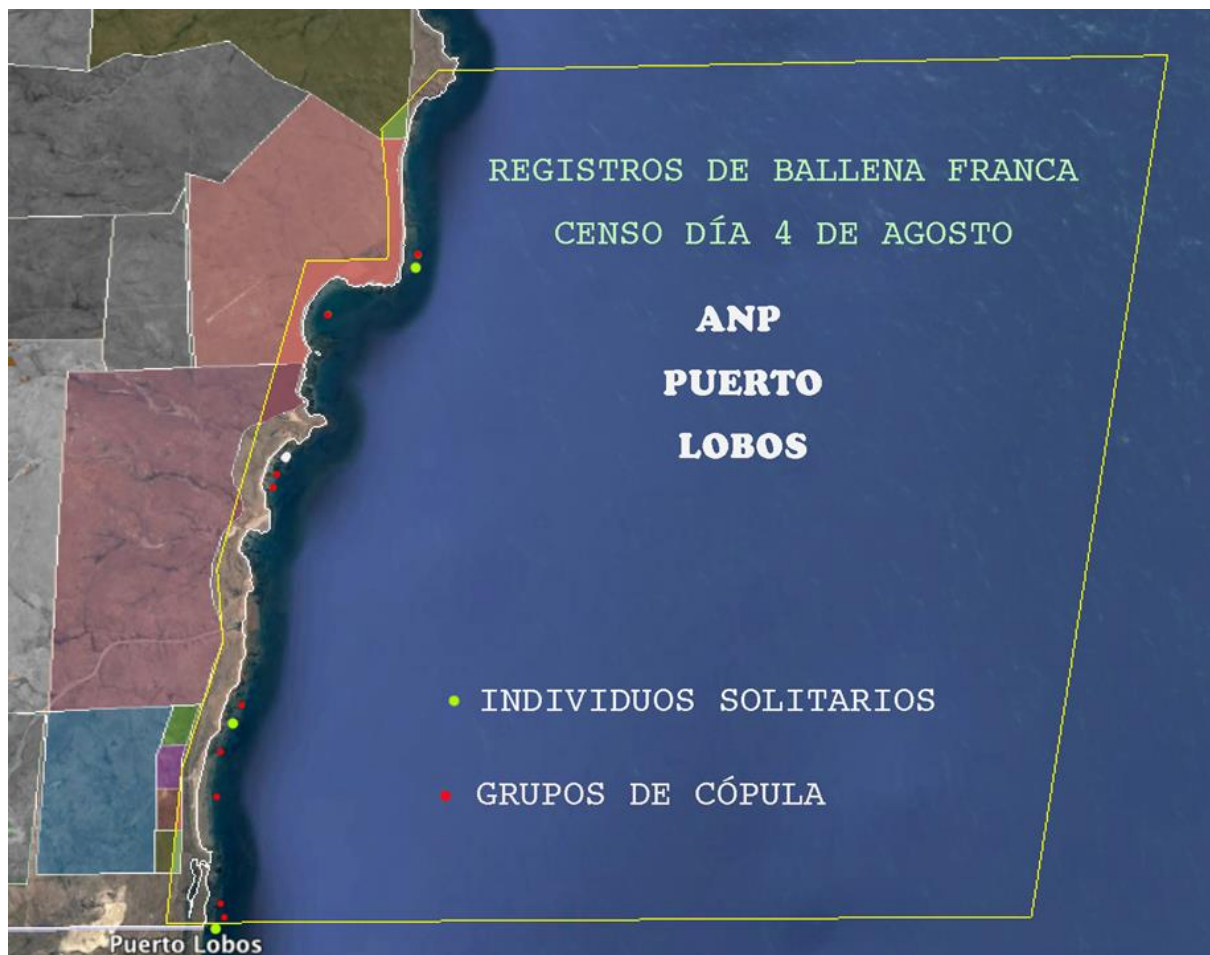 REGISTROS DE BALLENA FRANCA
CENSO DÍA 4 DE AGOSTO
ANP
PUERTO
LOBOS
INDIVIDUOS SOLITARIOS
GRUPOS DE CÓPULA
Puerto Lobos